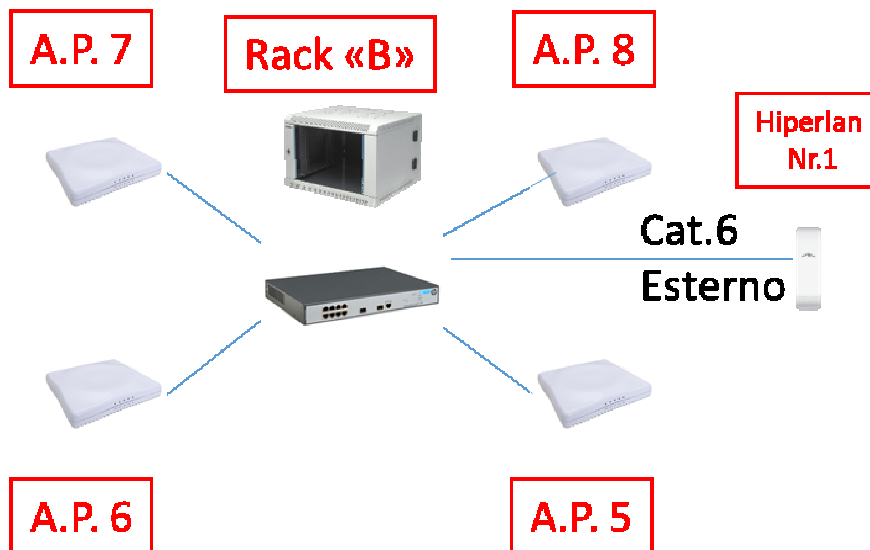 A.P. 7
Rack «B»
A.P. 8
Hiperlan
Nr.1
Cat.6
Esterno
A.P. 6
A.P. 5